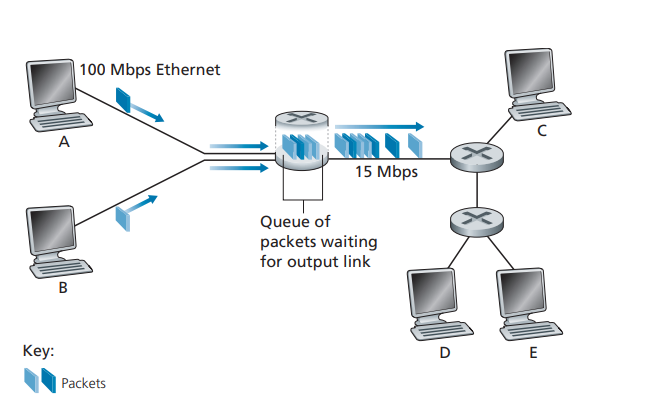 100 Mbps Ethernet
A
C
15 Mbps
Queue of
packets waiting
for output link
B
D
E
Key:
Packets